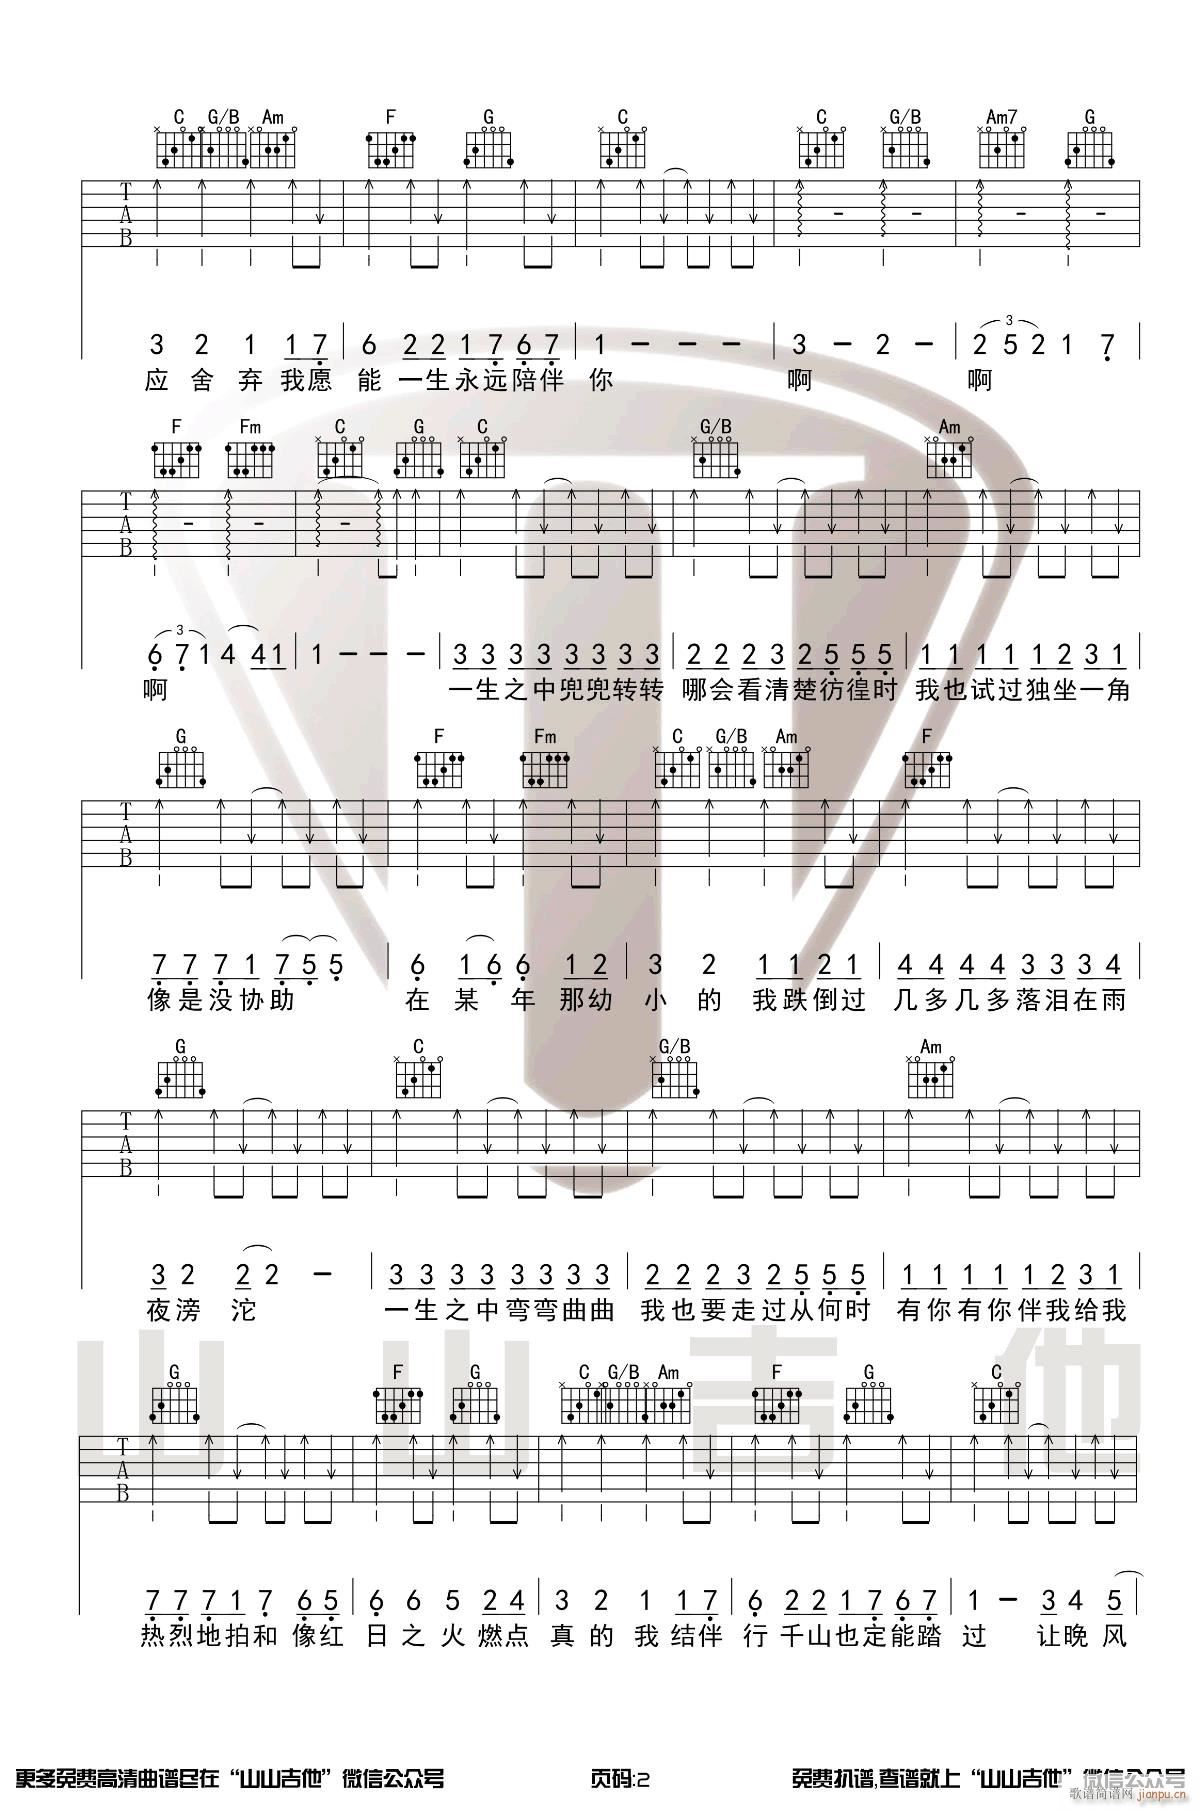 C G/B Am F G C C G/B Am7 G
T A B
3 2 1 1 7 6 2 2 1 7 6 7 1 - - - 3 - 2 - 3 2 5 2 1 7
应 舍 弃 我 愿 能 一 生 永 远 陪 伴 你 啊 啊
F Fm C G C G/B Am
T A B
3 6 7 1 4 4 1 1 - - - 3 3 3 3 3 3 3 3 2 2 2 3 2 5 5 5 1 1 1 1 1 2 3 1
啊 一 生 之 中 兜 兜 转 转 哪 会 看 清 楚 彷 徨 时 我 也 试 过 独 坐 一 角
G F Fm C G/B Am F
T A B
7 7 7 1 7 5 5 6 1 6 6 1 2 3 2 1 1 2 1 4 4 4 4 3 3 3 4
像 是 没 协 助 在 某 年 那 幼 小 的 我 跌 倒 过 几 多 几 多 落 泪 在 雨
G C G/B Am
T A B
3 2 2 2 - 3 3 3 3 3 3 3 3 2 2 2 3 2 5 5 5 1 1 1 1 1 2 3 1
夜 滂 沱 一 生 之 中 弯 弯 曲 曲 我 也 要 走 过 从 何 时 有 你 有 你 伴 我 给 我
山 山 吉 他
G F G C G/B Am F G C
T A B
7 7 7 1 7 6 5 6 6 5 2 4 3 2 1 1 7 6 2 2 1 7 6 7 1 - 3 4 5
热 烈 地 拍 和 像 红 日 之 火 燃 点 真 的 我 结 伴 行 千 山 也 定 能 踏 过 让 晚 风
更多免费高清曲谱尽在“山山吉他”微信公众号 页码:2 免费扒谱,查谱就上“山山吉他”微信公众号
歌谱简谱网 jianpu.cn